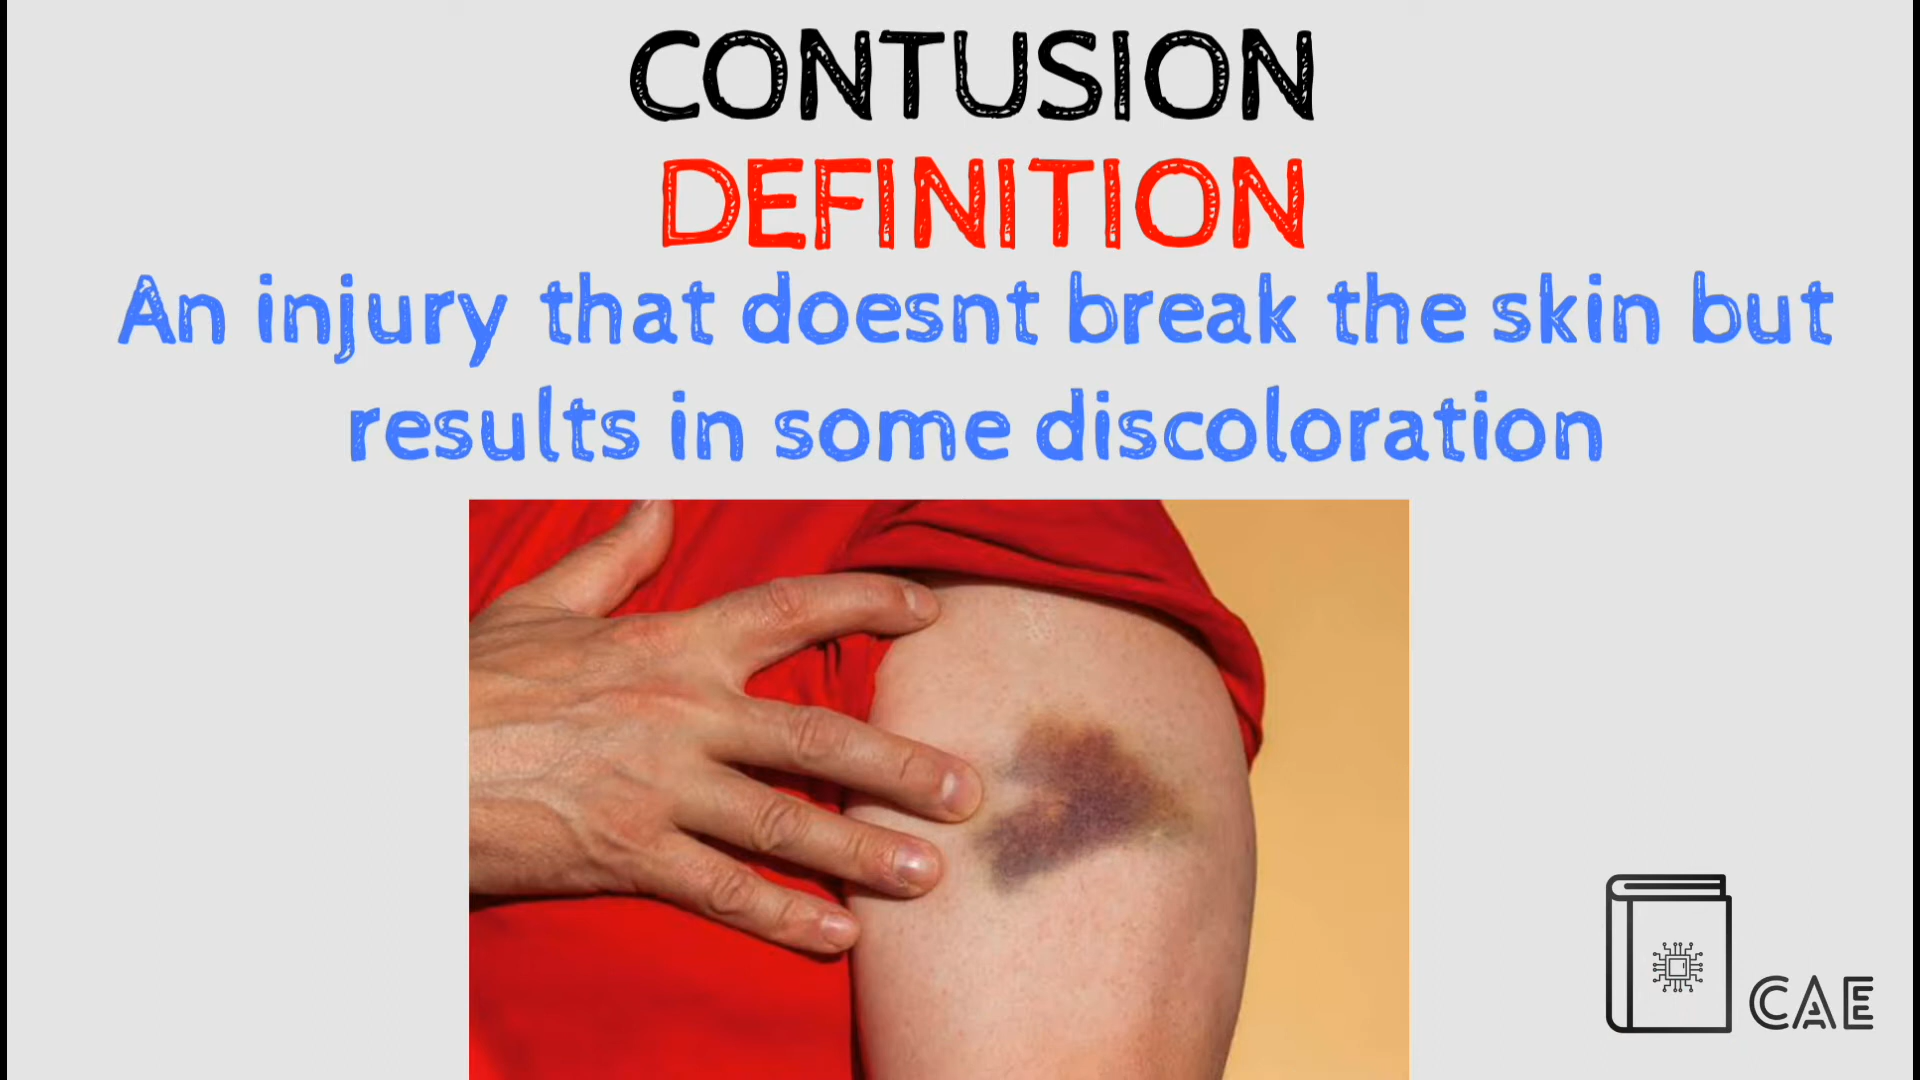 CONTUSION
DEFINITION
An injury that doesnt break the skin but
results in some discoloration
CAE